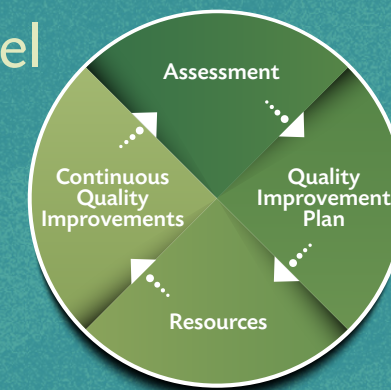 el
Assessment
Continuous
Quality
Improvements
Quality
Improvement
Plan
Resources